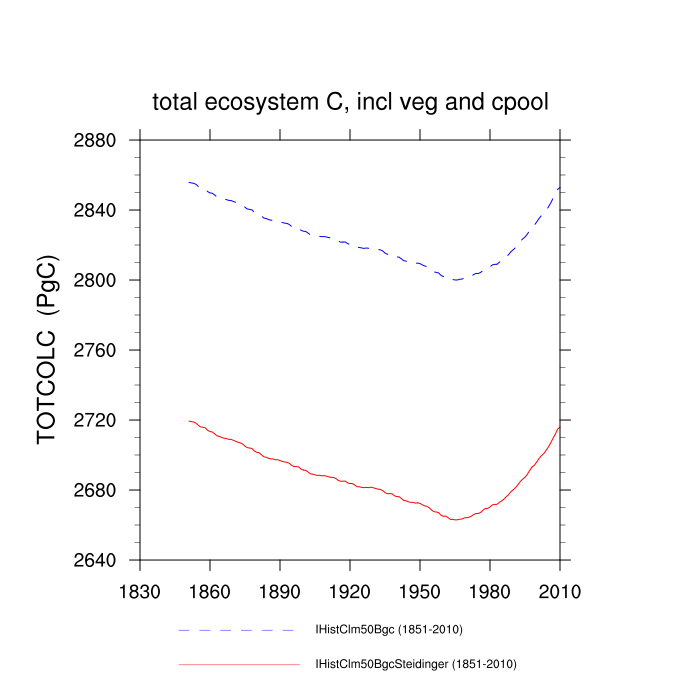 total ecosystem C, incl veg and cpool
TOTCOLC (PgC)
2880
2840
2800
2760
2720
2680
2640
1830 1860 1890 1920 1950 1980 2010
IHistClm50Bgc (1851-2010)
IHistClm50BgcSteidinger (1851-2010)